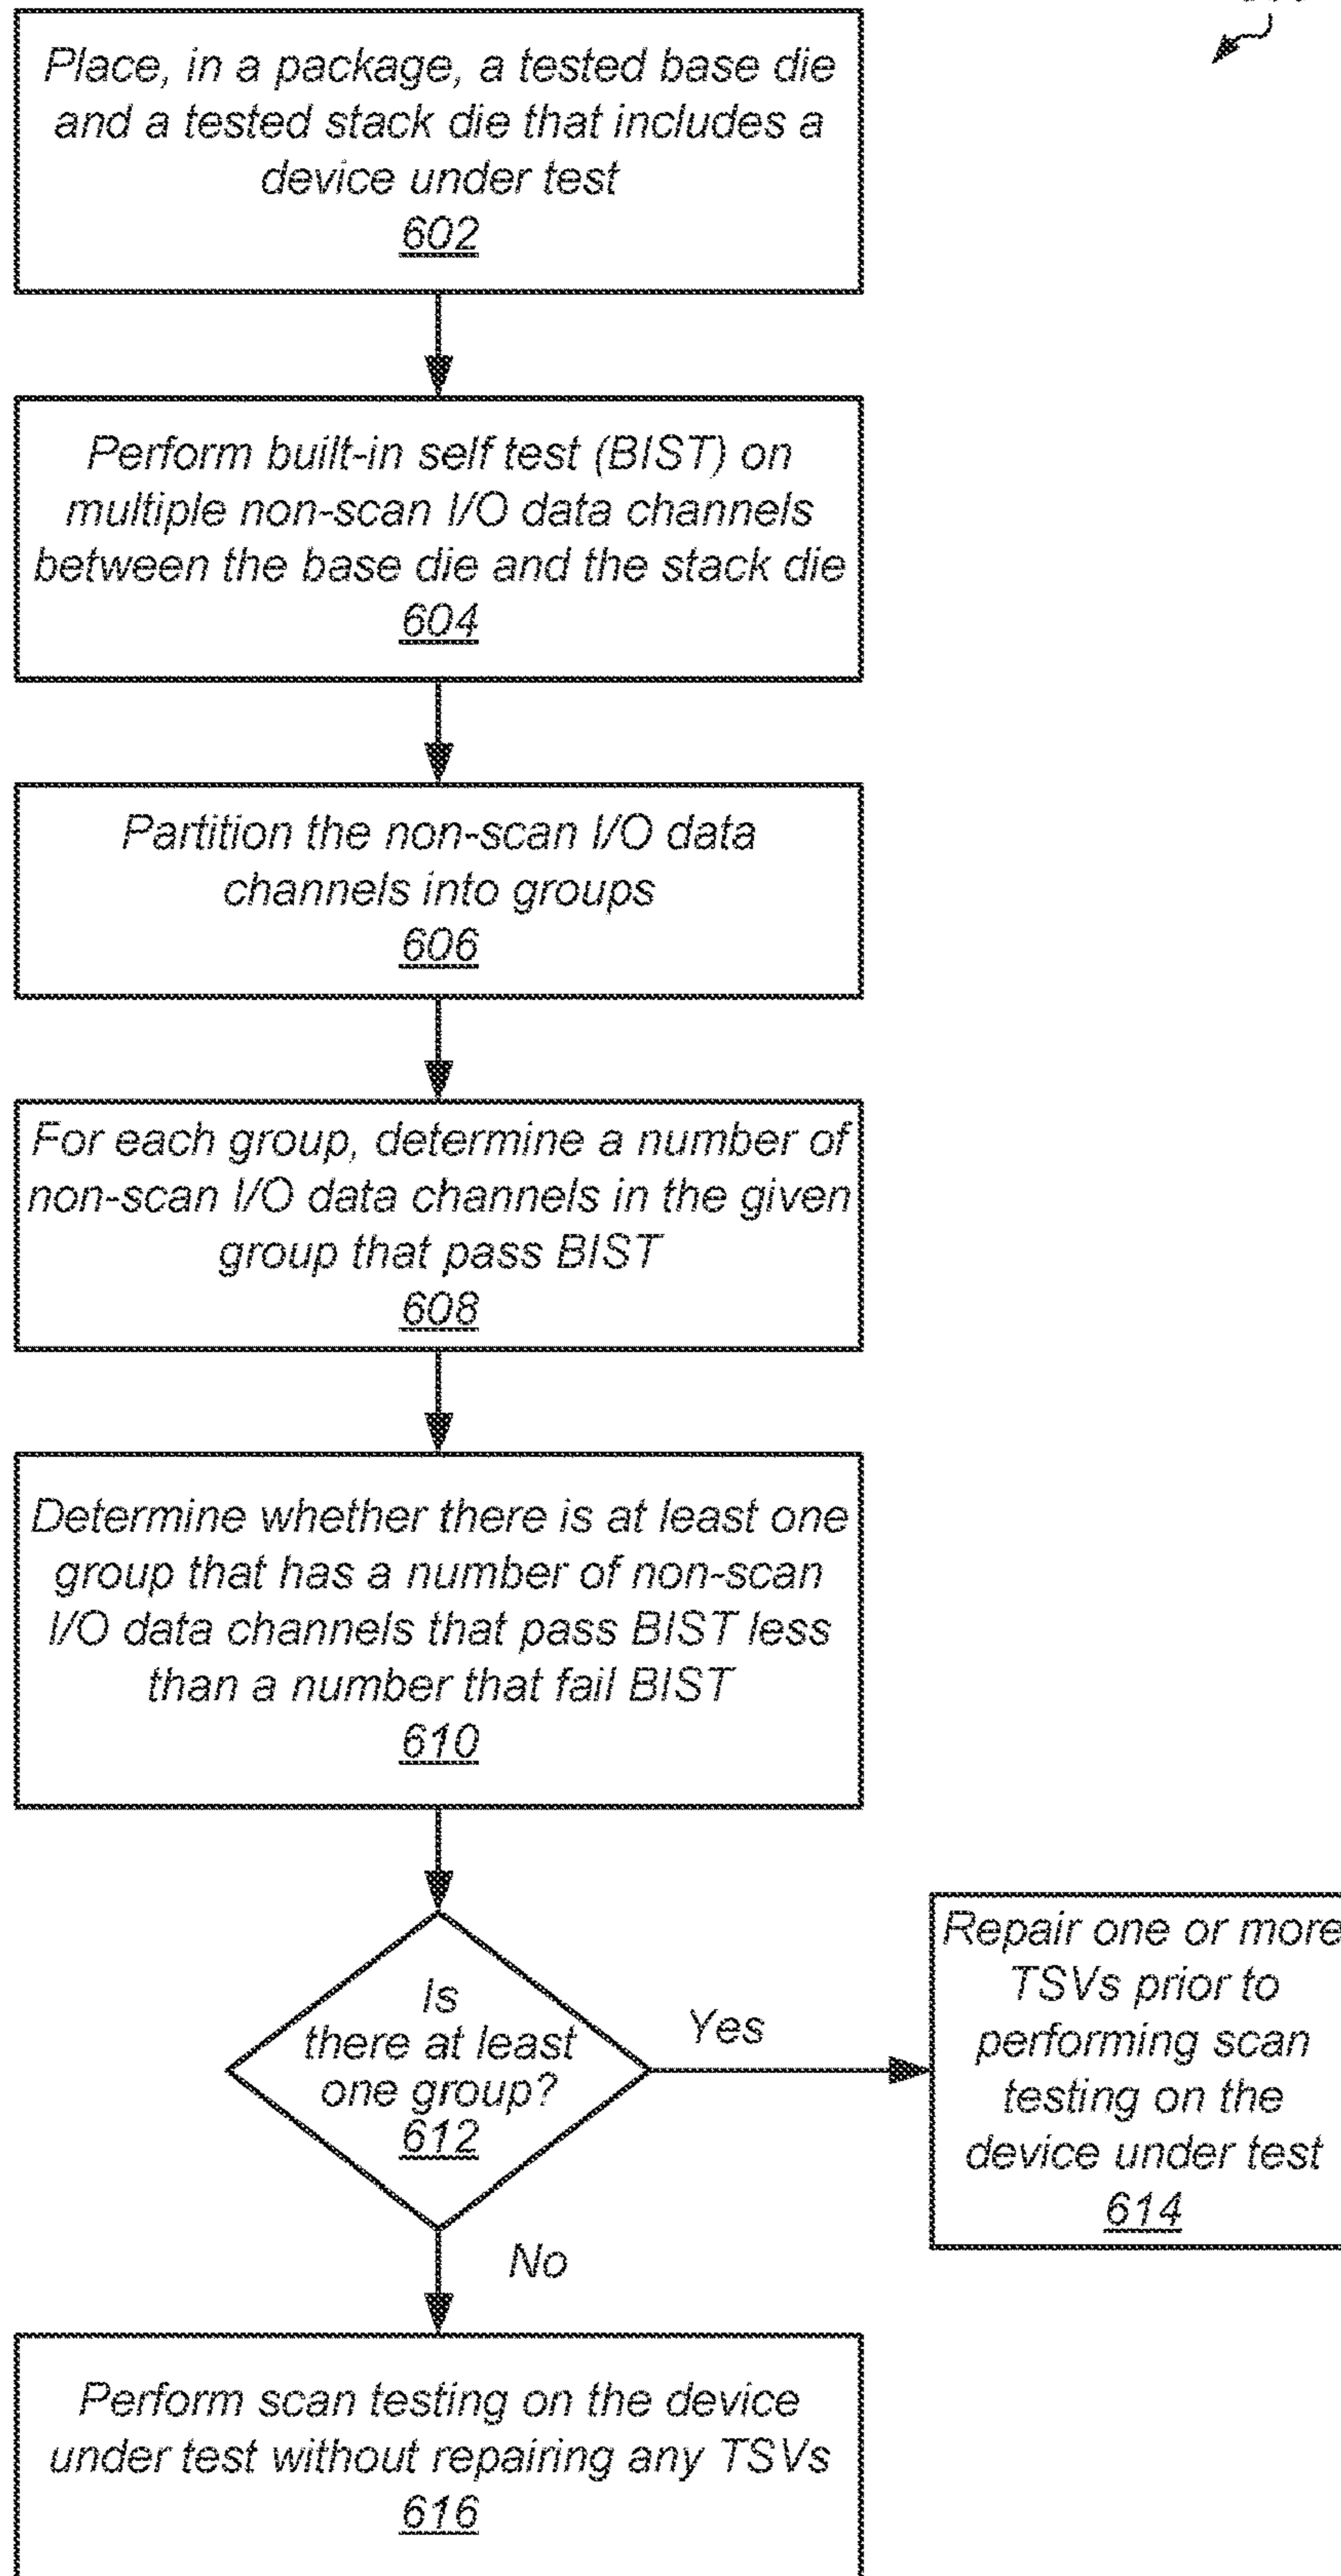 Place, in a package, a tested base die
and a tested stack die that includes a
device under test
602
Perform built-in self test (BIST) on
multiple non-scan I/O data channels
between the base die and the stack die
604
Partition the non-scan I/O data
channels into groups
606
For each group, determine a number of
non-scan I/O data channels in the given
group that pass BIST
608
Determine whether there is at least one
group that has a number of non-scan
I/O data channels that pass BIST less
than a number that fail BIST
610
Is
there at least
one group?
612
Yes
Repair one or more
TSVs prior to
performing scan
testing on the
device under test
614
No
Perform scan testing on the device
under test without repairing any TSVs
616